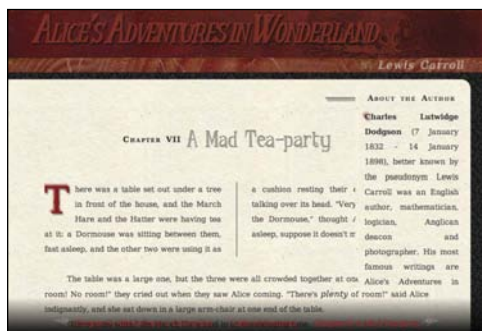 ALICE'S ADVENTURES IN WONDERLAND
Lewis Carroll
ABOUT THE AUTHOR
Charles Lutwidge
Dodgson (7 January
1832 - 14 January
1898), better known by
the pseudonym Lewis
Carroll was an English
author, mathematician,
logician, Anglican
deacon and
photographer. His most
famous writings are
Alice's Adventures in
CHAPTER VII A Mad Tea-party
There was a table set out under a tree
in front of the house, and the March
Hare and the Hatter were having tea
at it: a Dormouse was sitting between them,
fast asleep, and the other two were using it as
a cushion resting their
talking over its head. "Very
the Dormouse," thought
asleep, suppose it doesn't
The table was a large one, but the three were all crowded together at
room! No room!" they cried out when they saw Alice coming. "There's plenty of room!" said Alice
indignantly, and she sat down in a large arm-chair at one end of the table.